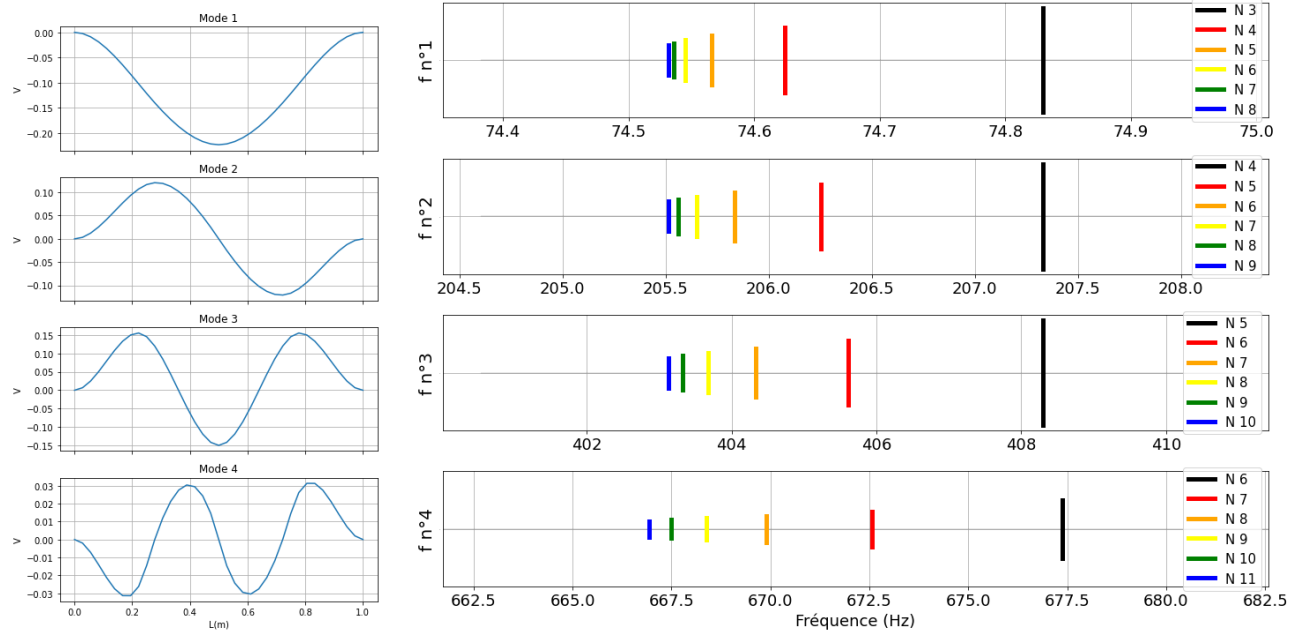 Mode 1
0.00
−0.05
−0.10
−0.15
−0.20
V
Mode 2
0.10
0.05
0.00
−0.05
−0.10
V
Mode 3
0.15
0.10
0.05
0.00
−0.05
−0.10
−0.15
V
Mode 4
0.03
0.02
0.01
0.00
−0.01
−0.02
−0.03
V
0.0 0.2 0.4 0.6 0.8 1.0
L(m)
f n°1
N 3
N 4
N 5
N 6
N 7
N 8
74.4 74.5 74.6 74.7 74.8 74.9 75.0
f n°2
N 4
N 5
N 6
N 7
N 8
N 9
204.5 205.0 205.5 206.0 206.5 207.0 207.5 208.0
f n°3
N 5
N 6
N 7
N 8
N 9
N 10
402 404 406 408 410
f n°4
N 6
N 7
N 8
N 9
N 10
N 11
662.5 665.0 667.5 670.0 672.5 675.0 677.5 680.0 682.5
Fréquence (Hz)